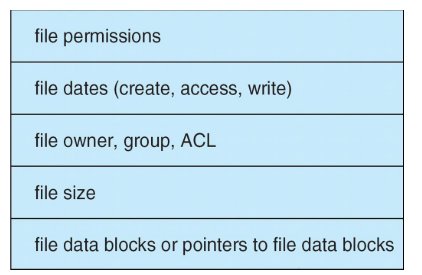 file permissions
file dates (create, access, write)
file owner, group, ACL
file size
file data blocks or pointers to file data blocks